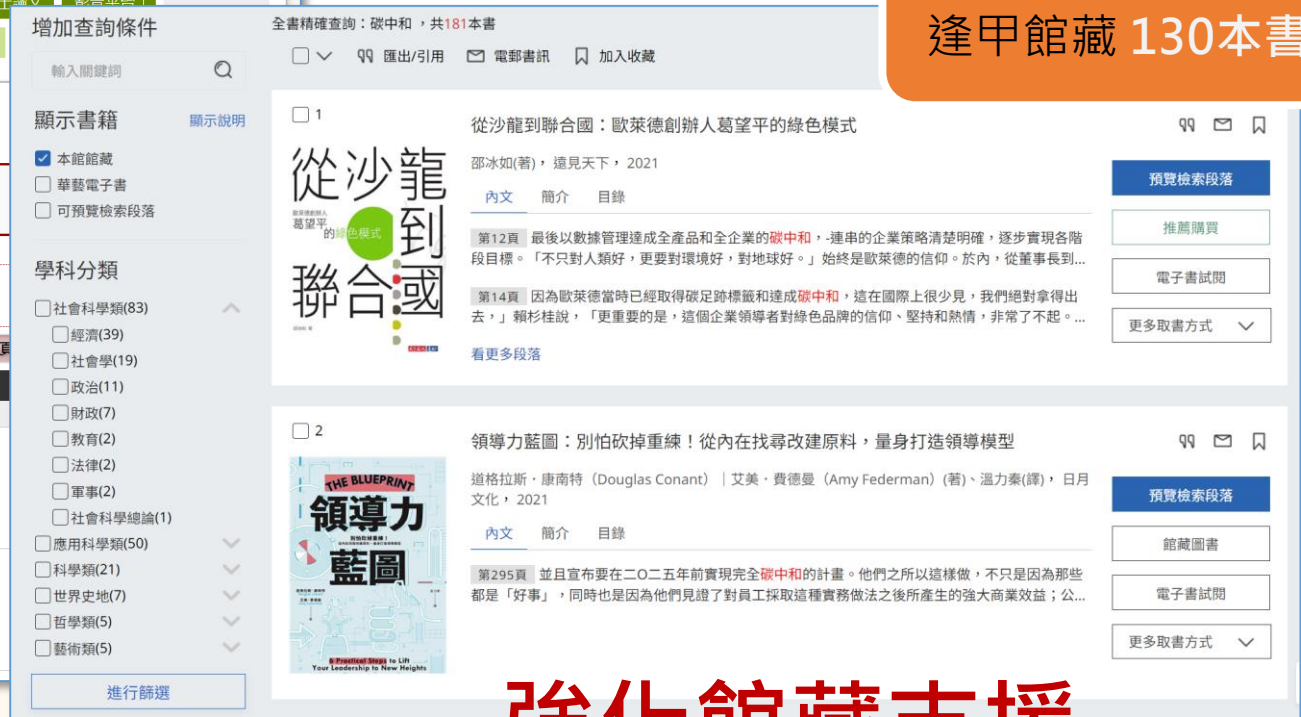 增加查詢條件
輸入關鍵詞
顯示書籍 顯示說明
本館館藏
華藝電子書
可預覽檢索段落
學科分類
社會科學類(83)
經濟(39)
社會學(19)
政治(11)
財政(7)
教育(2)
法律(2)
軍事(2)
社會科學總論(1)
應用科學類(50)
科學類(21)
世界史地(7)
哲學類(5)
藝術類(5)
進行篩選
全書精確查詢：碳中和 ，共181本書
匯出/引用 電郵書訊 加入收藏
逢甲館藏 130本書
1
從沙龍到聯合國
葛望平
的綠色模式
從沙龍到聯合國：歐萊德創辦人葛望平的綠色模式
邵冰如(著)， 遠見天下， 2021
內文 簡介 目錄
第12頁 最後以數據管理達成全產品和全企業的碳中和，-連串的企業策略清楚明確，逐步實現各階
段目標。「不只對人類好，更要對環境好，對地球好。」始終是歐萊德的信仰。於內，從董事長到...
第14頁 因為歐萊德當時已經取得碳足跡標籤和達成碳中和，這在國際上很少見，我們絕對拿得出
去，」賴杉桂說，「更重要的是，這個企業領導者對綠色品牌的信仰、堅持和熱情，非常了不起。...
看更多段落
預覽檢索段落
推薦購買
電子書試閱
更多取書方式
2
THE BLUEPRINT
領導力
藍圖
6 Practical Steps to Lift
Your Leadership to New Heights
領導力藍圖：別怕砍掉重練！從內在找尋改建原料，量身打造領導模型
道格拉斯．康南特（Douglas Conant）｜艾美．費德曼（Amy Federman）(著)、溫力秦(譯)， 日月
文化， 2021
內文 簡介 目錄
第295頁 並且宣布要在二O二五年前實現完全碳中和的計畫。他們之所以這樣做，不只是因為那些
都是「好事」，同時也是因為他們見證了對員工採取這種實務做法之後所產生的強大商業效益；公...
預覽檢索段落
館藏圖書
電子書試閱
更多取書方式
強化館藏支援